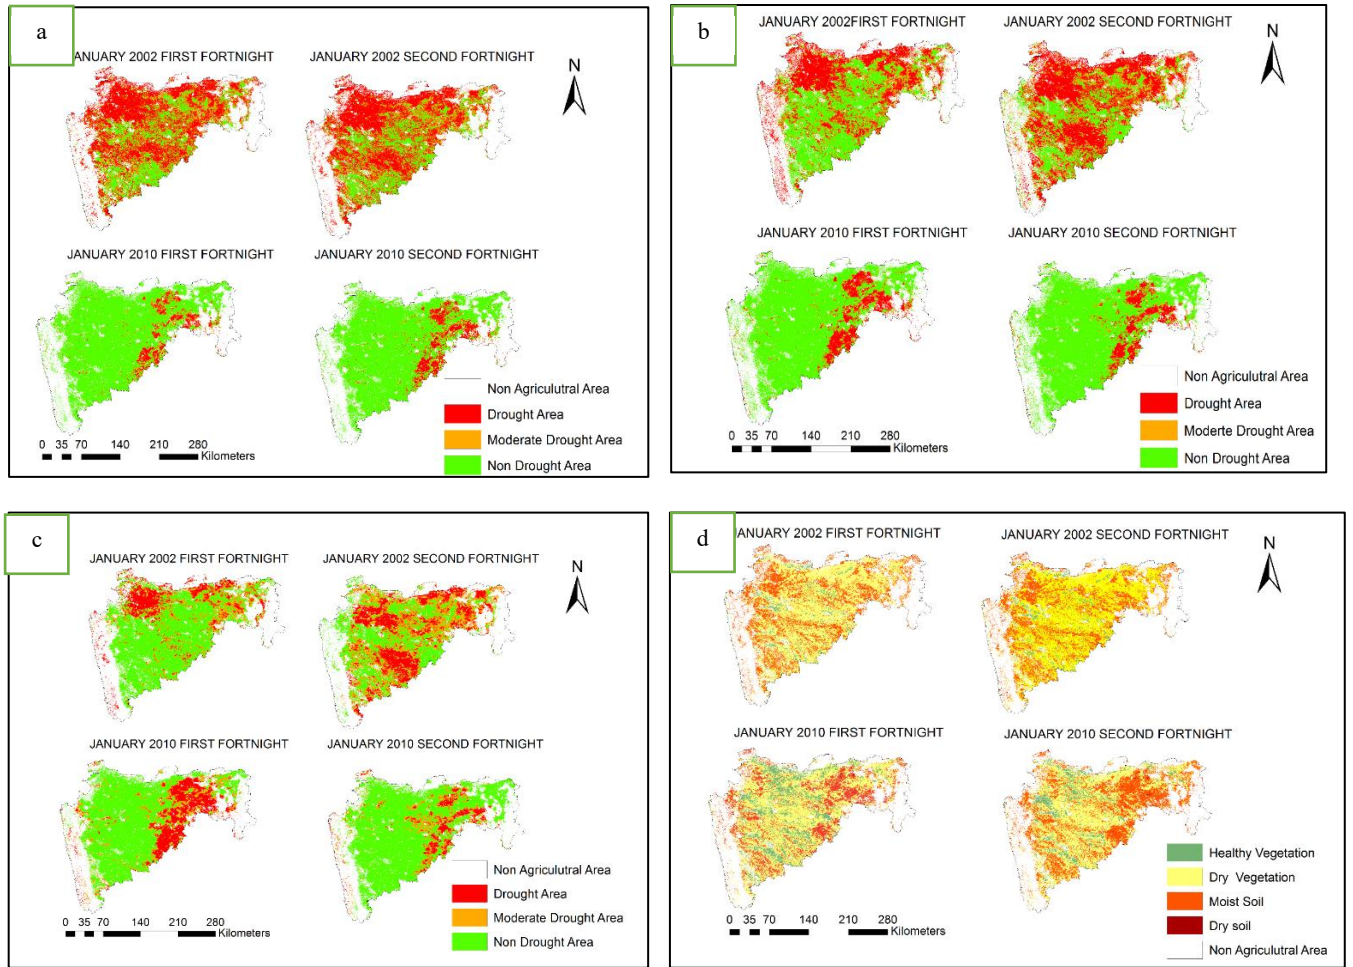 a
JANUARY 2002 FIRST FORTNIGHT
JANUARY 2002 SECOND FORTNIGHT
N
JANUARY 2010 FIRST FORTNIGHT
JANUARY 2010 SECOND FORTNIGHT
Non Agriculutral Area
Drought Area
Moderate Drought Area
Non Drought Area
0 35 70 140 210 280
Kilometers
b
JANUARY 2002FIRST FORTNIGHT
JANUARY 2002 SECOND FORTNIGHT
N
JANUARY 2010 FIRST FORTNIGHT
JANUARY 2010 SECOND FORTNIGHT
Non Agriculutral Area
Drought Area
Moderte Drought Area
Non Drought Area
0 35 70 140 210 280
Kilometers
c
JANUARY 2002 FIRST FORTNIGHT
JANUARY 2002 SECOND FORTNIGHT
N
JANUARY 2010 FIRST FORTNIGHT
JANUARY 2010 SECOND FORTNIGHT
Non Agriculutral Area
Drought Area
Moderate Drought Area
Non Drought Area
0 35 70 140 210 280
Kilometers
d
JANUARY 2002 FIRST FORTNIGHT
JANUARY 2002 SECOND FORTNIGHT
N
JANUARY 2010 FIRST FORTNIGHT
JANUARY 2010 SECOND FORTNIGHT
Healthy Vegetation
Dry Vegetation
Moist Soil
Dry soil
Non Agriculutral Area
0 35 70 140 210 280
Kilometers